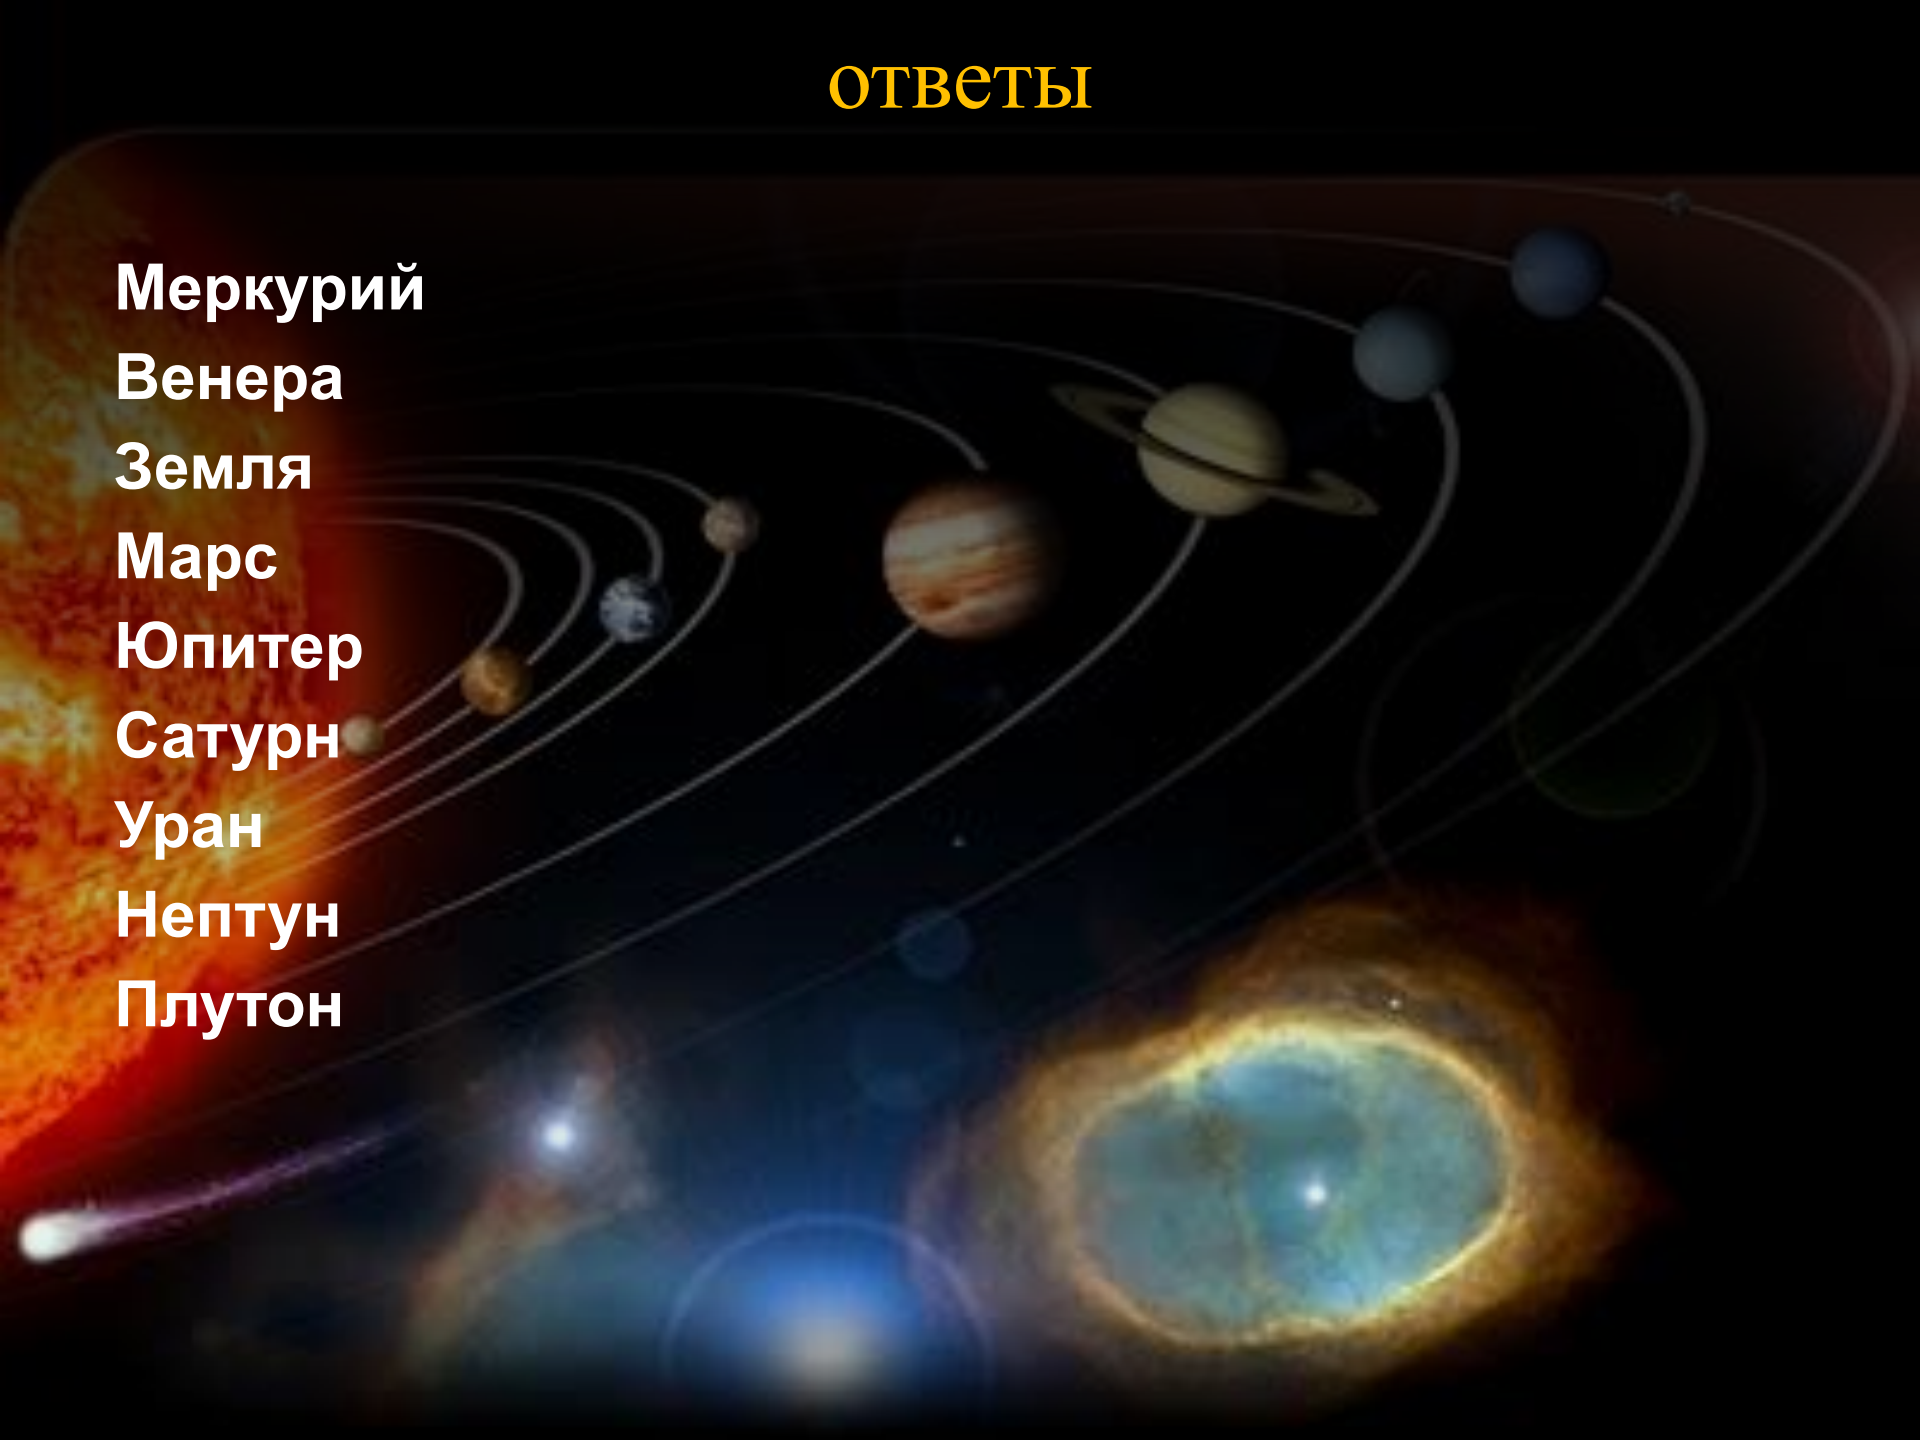 ответы
Меркурий
Венера
Земля
Марс
Юпитер
Сатурн
Уран
Нептун
Плутон